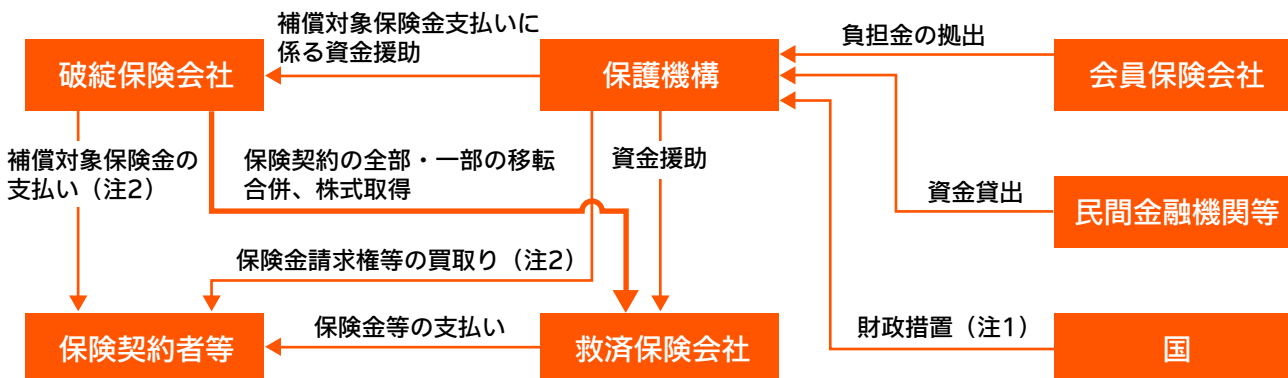 補償対象保険金支払いに
係る資金援助
負担金の拠出
破綻保険会社
保護機構
会員保険会社
補償対象保険金の
支払い（注2）
保険契約の全部・一部の移転
合併、株式取得
資金援助
資金貸出
民間金融機関等
保険金請求権等の買取り（注2）
保険金等の支払い
財政措置（注1）
保険契約者等
救済保険会社
国